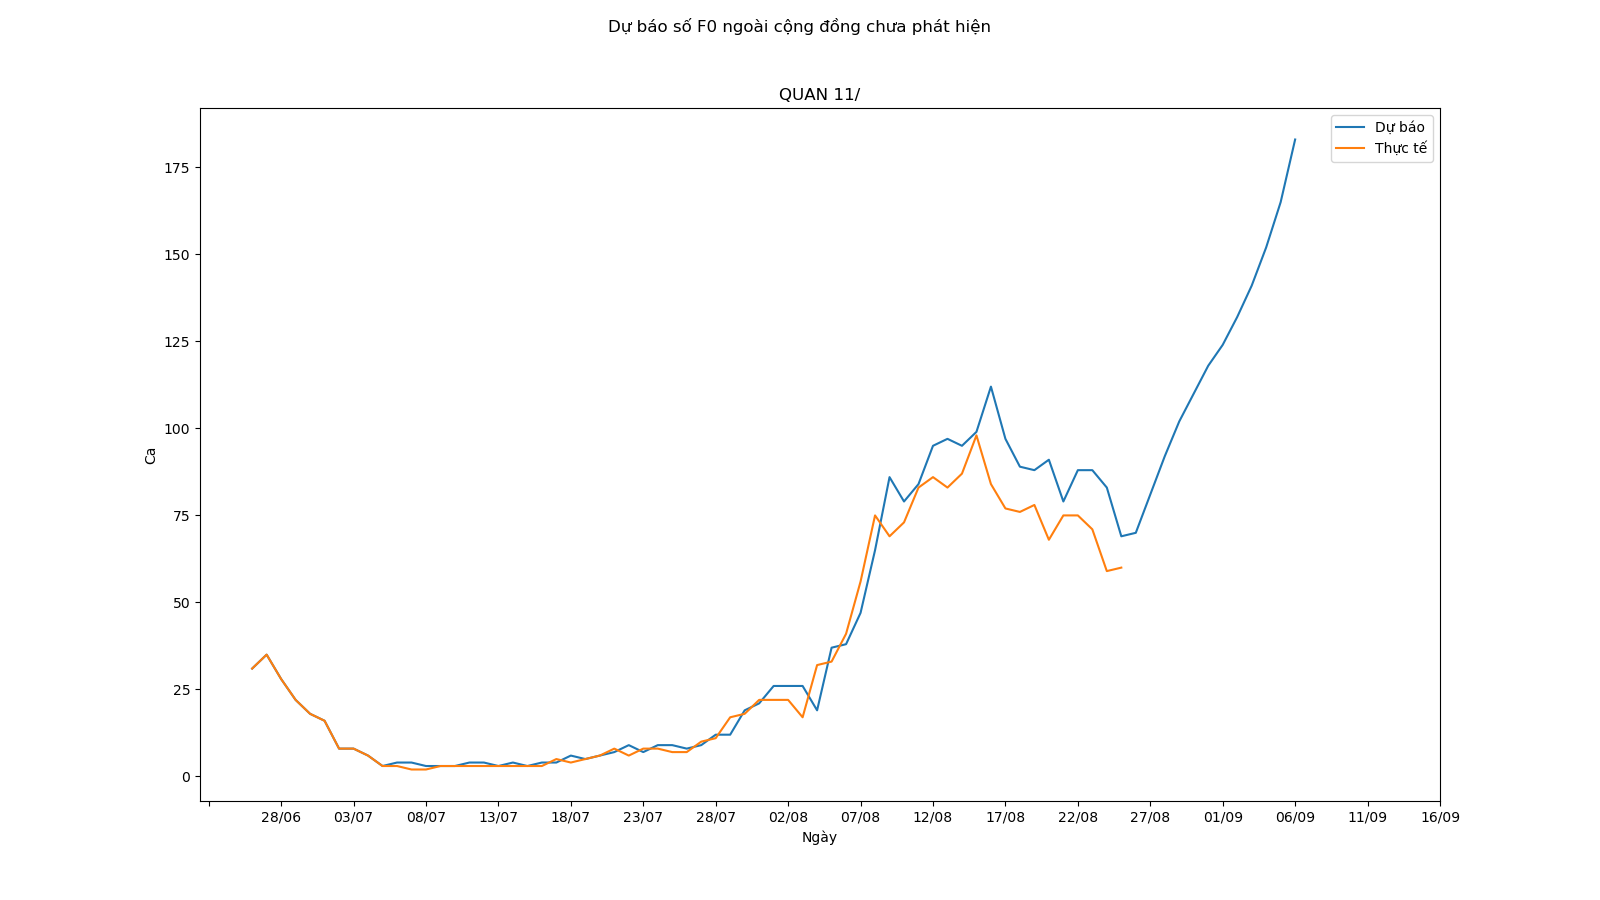 Dự báo số F0 ngoài cộng đồng chưa phát hiện
QUAN 11/
Dự báo
Thực tế
175
150
125
100
75
50
25
0
Ca
28/06 03/07 08/07 13/07 18/07 23/07 28/07 02/08 07/08 12/08 17/08 22/08 27/08 01/09 06/09 11/09 16/09
Ngày